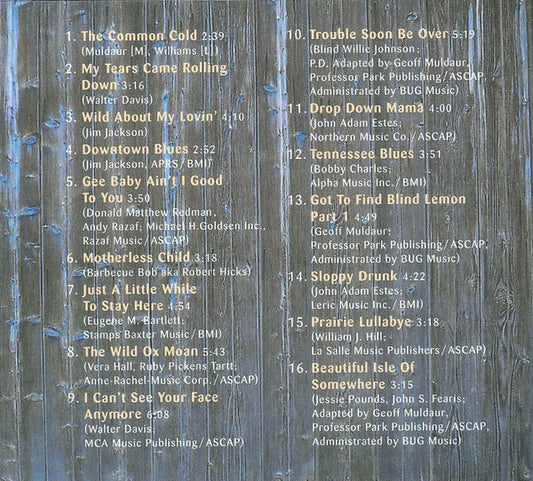 1. The Common Cold 2:39
(Muldaur [M], Williams [L])
2. My Tears Came Rolling
Down 3:16
(Walter Davis)
3. Wild About My Lovin' 4:10
(Jim Jackson)
4. Downtown Blues 2:52
(Jim Jackson, APRS/BMI)
5. Gee Baby Ain't I Good
To You 3:50
(Donald Matthew Redman,
Andy Razaf; Michael H.Goldsen Inc.,
Razaf Music/ASCAP)
6. Motherless Child 3:18
(Barbecue Bob aka Robert Hicks)
7. Just A Little While
To Stay Here 4:54
(Eugene M. Bartlett;
Stamps Baxter Music/BMI)
8. The Wild Ox Moan 5:43
(Vera Hall, Ruby Pickens Tartt;
Anne-Rachel-Music Corp./ASCAP)
9. I Can't See Your Face
Anymore 6:08
(Walter Davis;
MCA Music Publishing/ASCAP)
10. Trouble Soon Be Over 5:19
(Blind Willie Johnson;
P.D. Adapted by Geoff Muldaur,
Professor Park Publishing/ASCAP,
Administrated by BUG Music)
11. Drop Down Mama 4:00
(John Adam Estes;
Northern Music Co./ASCAP)
12. Tennessee Blues 3:51
(Bobby Charles;
Alpha Music Inc./BMI)
13. Got To Find Blind Lemon
Part 1 4:49
(Geoff Muldaur;
Professor Park Publishing/ASCAP,
Administrated by BUG Music)
14. Sloppy Drunk 4:22
(John Adam Estes;
Leric Music Inc./BMI)
15. Prairie Lullabye 3:18
(William J. Hill;
La Salle Music Publishers/ASCAP)
16. Beautiful Isle Of
Somewhere 3:15
(Jessie Pounds, John S. Fearis;
Adapted by Geoff Muldaur,
Professor Park Publishing/ASCAP,
Administrated by BUG Music)